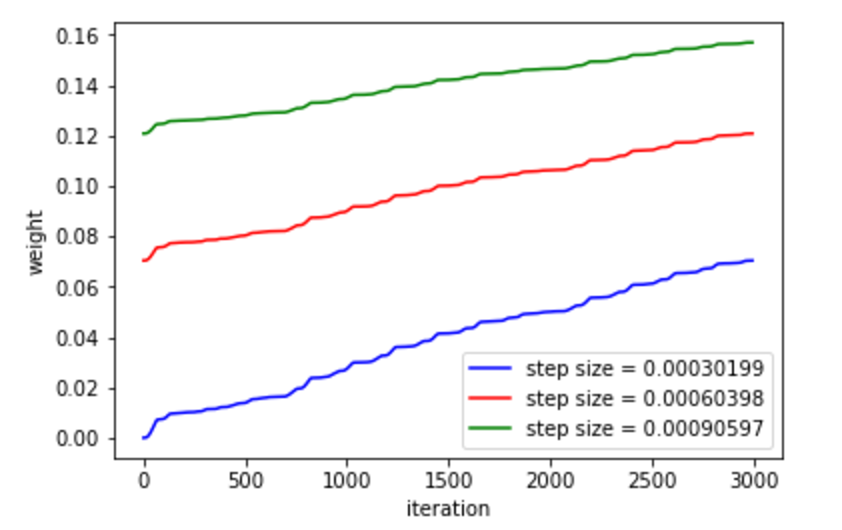 0.16
0.14
0.12
0.10
0.08
0.06
0.04
0.02
0.00
weight
step size = 0.00030199
step size = 0.00060398
step size = 0.00090597
0 500 1000 1500 2000 2500 3000
iteration